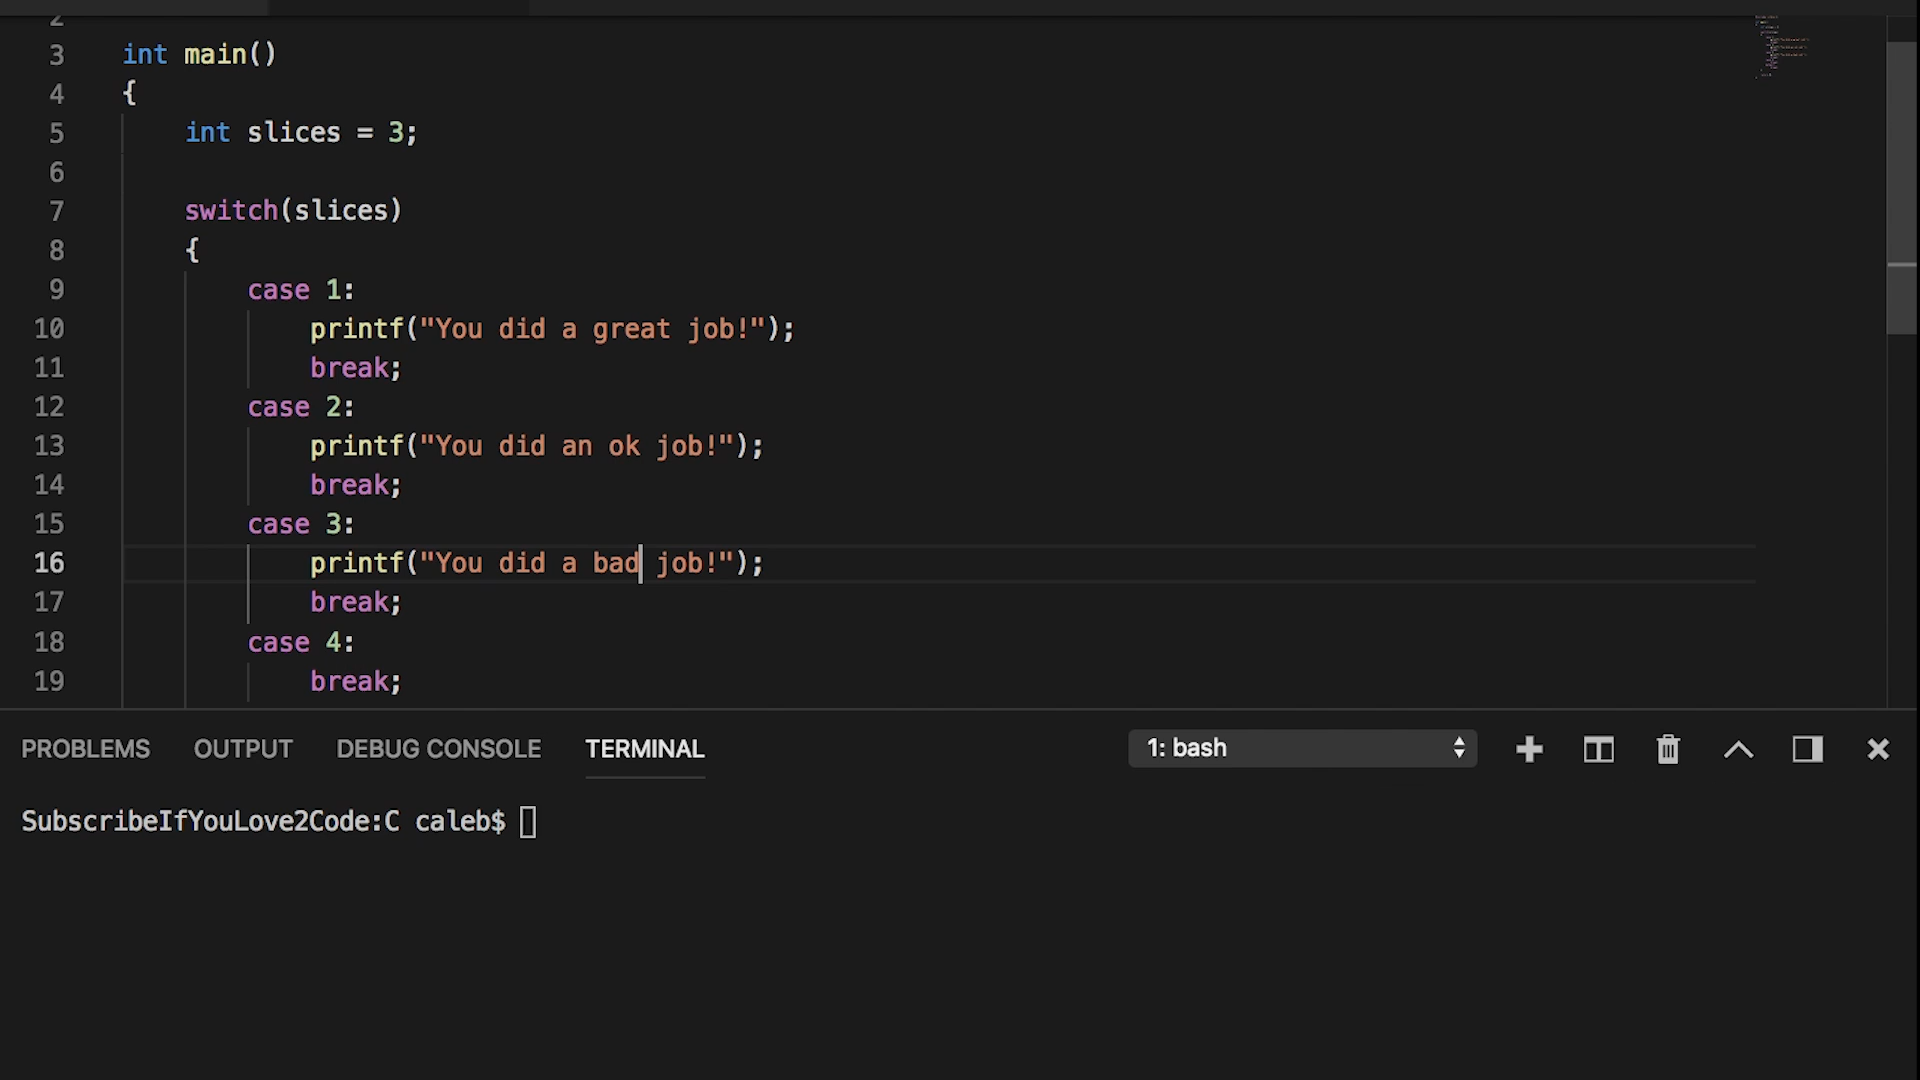 2
3 int main()
4 {
5 int slices = 3;
6
7 switch(slices)
8 {
9 case 1:
10 printf("You did a great job!");
11 break;
12 case 2:
13 printf("You did an ok job!");
14 break;
15 case 3:
16 printf("You did a bad job!");
17 break;
18 case 4:
19 break;
PROBLEMS OUTPUT DEBUG CONSOLE TERMINAL 1: bash
SubscribeIfYouLove2Code:C caleb$